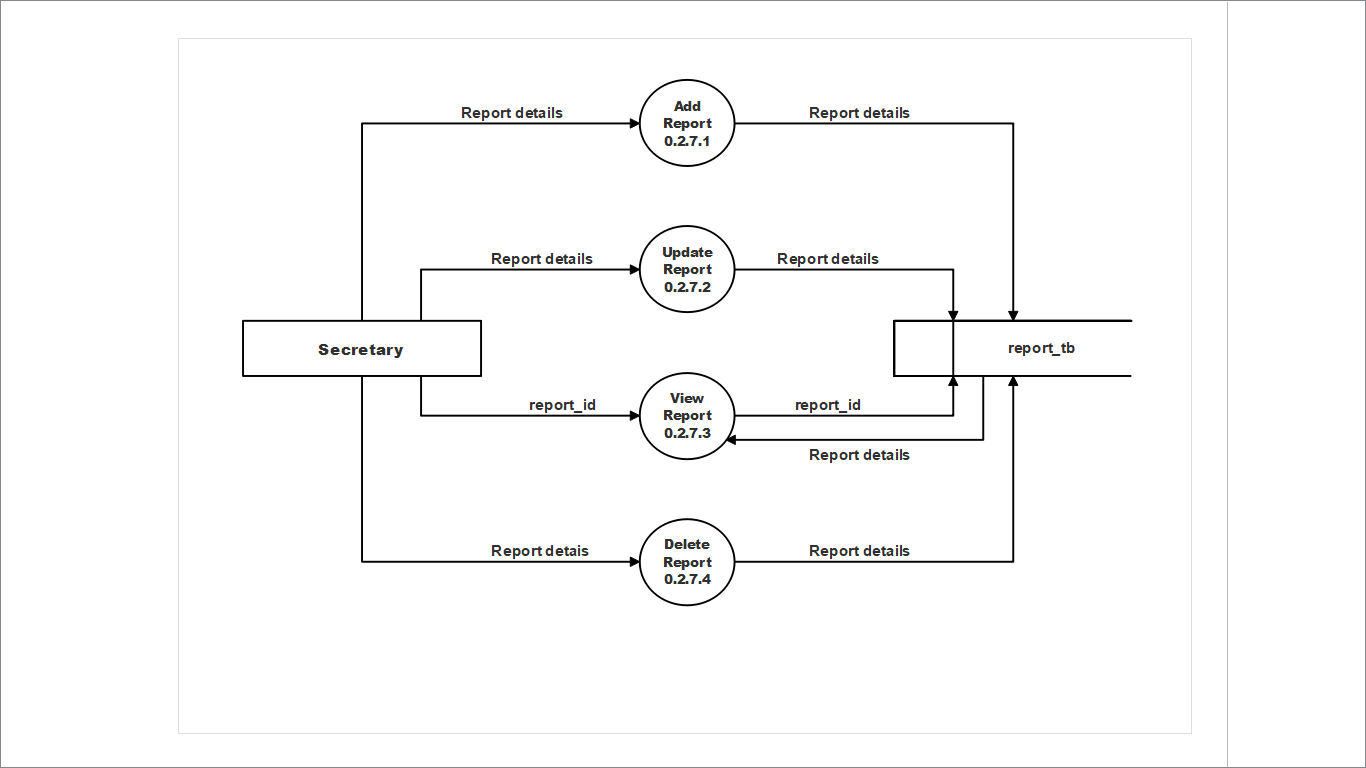 Report details
Add
Report
0.2.7.1
Report details
Report details
Update
Report
0.2.7.2
Report details
Secretary
report_tb
report_id
View
Report
0.2.7.3
report_id
Report details
Report detais
Delete
Report
0.2.7.4
Report details